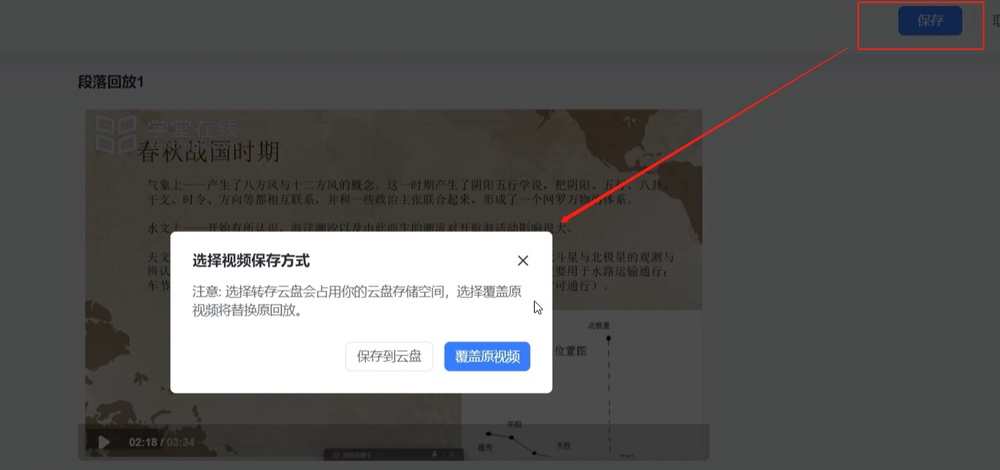 保存
段落回放1
学堂在线
xuetangx.com
春秋战国时期
气象上——产生了八方风与十二方风的概念。这一时期产生了阴阳五行学说，把阴阳、五行、八卦、
干支、时令、方向等都相互联系，并和一些政治主张联合起来，形成了一个网罗万物的体系。
水文上——开始有所认识，海洋潮汐以及由此而生的潮流对开航海活动影响很大。
天文
斗星与北极星的观测与
辨认
要用于水路运输通行；
车节
可通行）。
选择视频保存方式
注意: 选择转存云盘会占用你的云盘存储空间，选择覆盖原
视频将替换原回放。
保存到云盘
覆盖原视频
北极星
位置图
开阳
摇光
天权
02:18 / 03:34